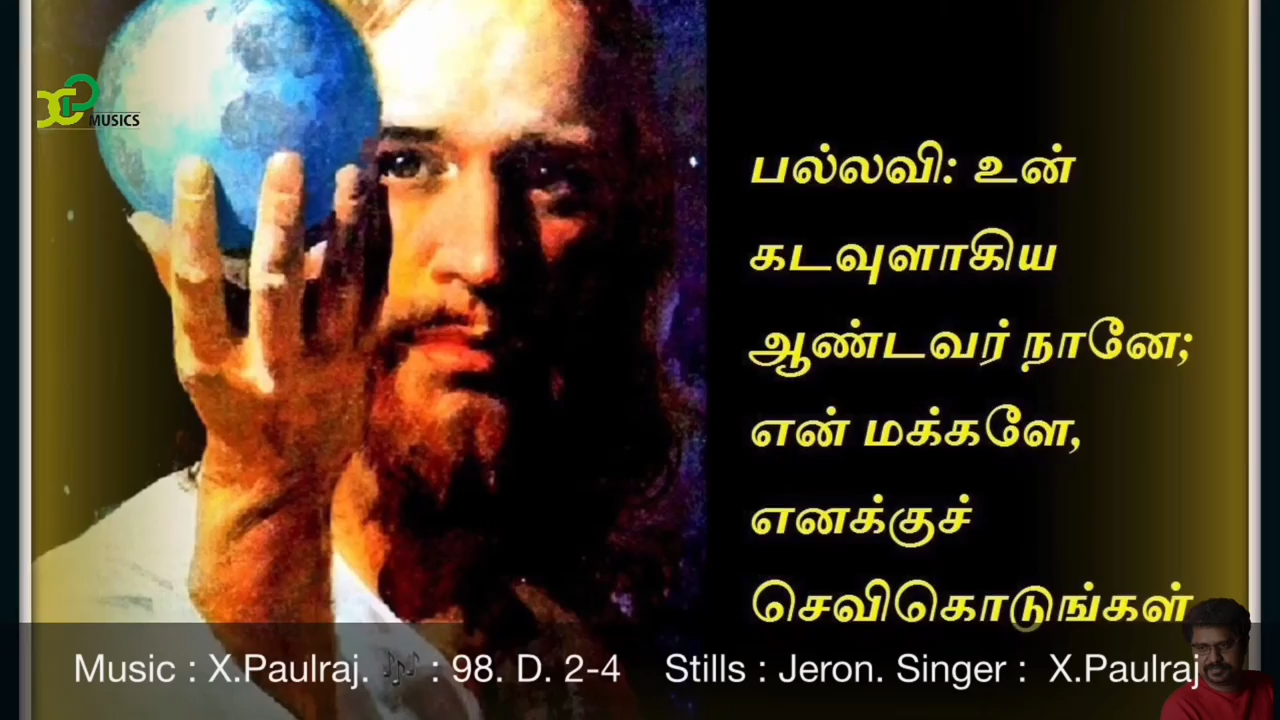 MUSICS
பல்லவி: உன்
கடவுளாகிய
ஆண்டவர் நானே;
என் மக்களே,
எனக்குச்
செவிகொடுங்கள்
Music : X.Paulraj. 🎶 : 98. D. 2-4 Stills : Jeron. Singer : X.Paulraj